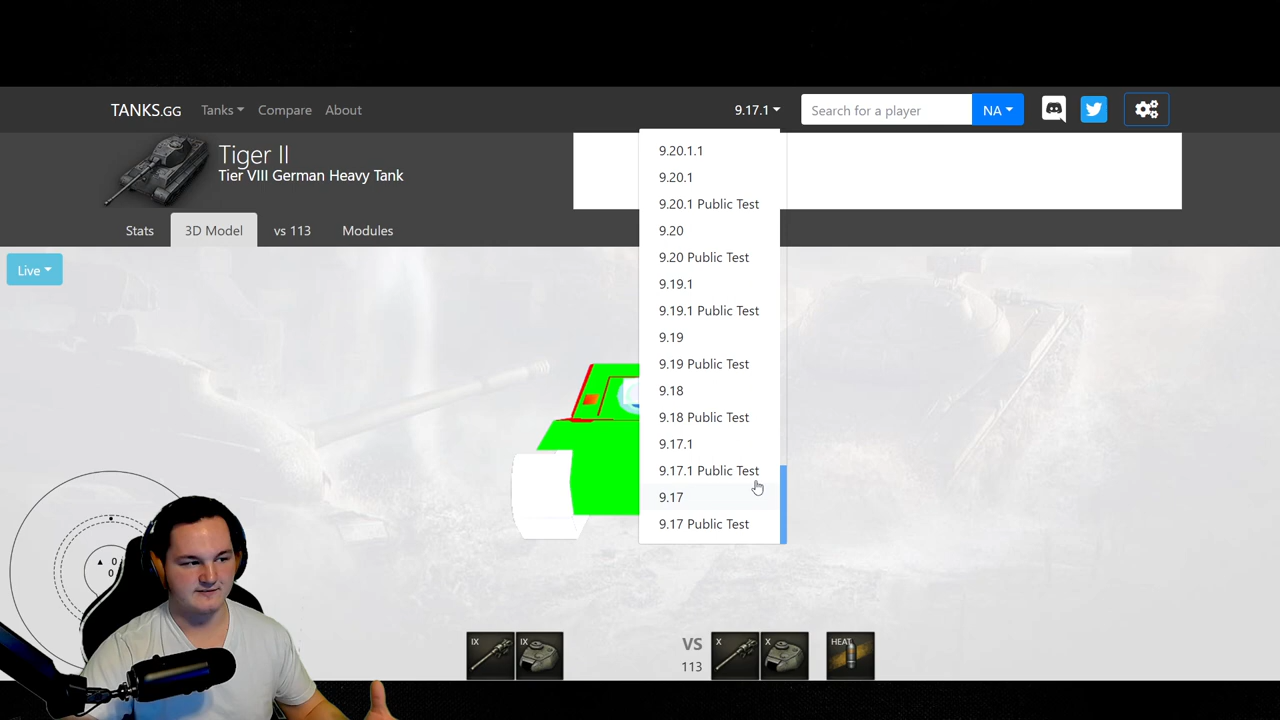 TANKS.GG
Tanks
Compare
About
9.17.1
Search for a player
NA
Tiger II
Tier VIII German Heavy Tank
Stats
3D Model
vs 113
Modules
Live
9.20.1.1
9.20.1
9.20.1 Public Test
9.20
9.20 Public Test
9.19.1
9.19.1 Public Test
9.19
9.19 Public Test
9.18
9.18 Public Test
9.17.1
9.17.1 Public Test
9.17
9.17 Public Test
▲ 0
0
IX
IX
VS
113
X
X
HEAT